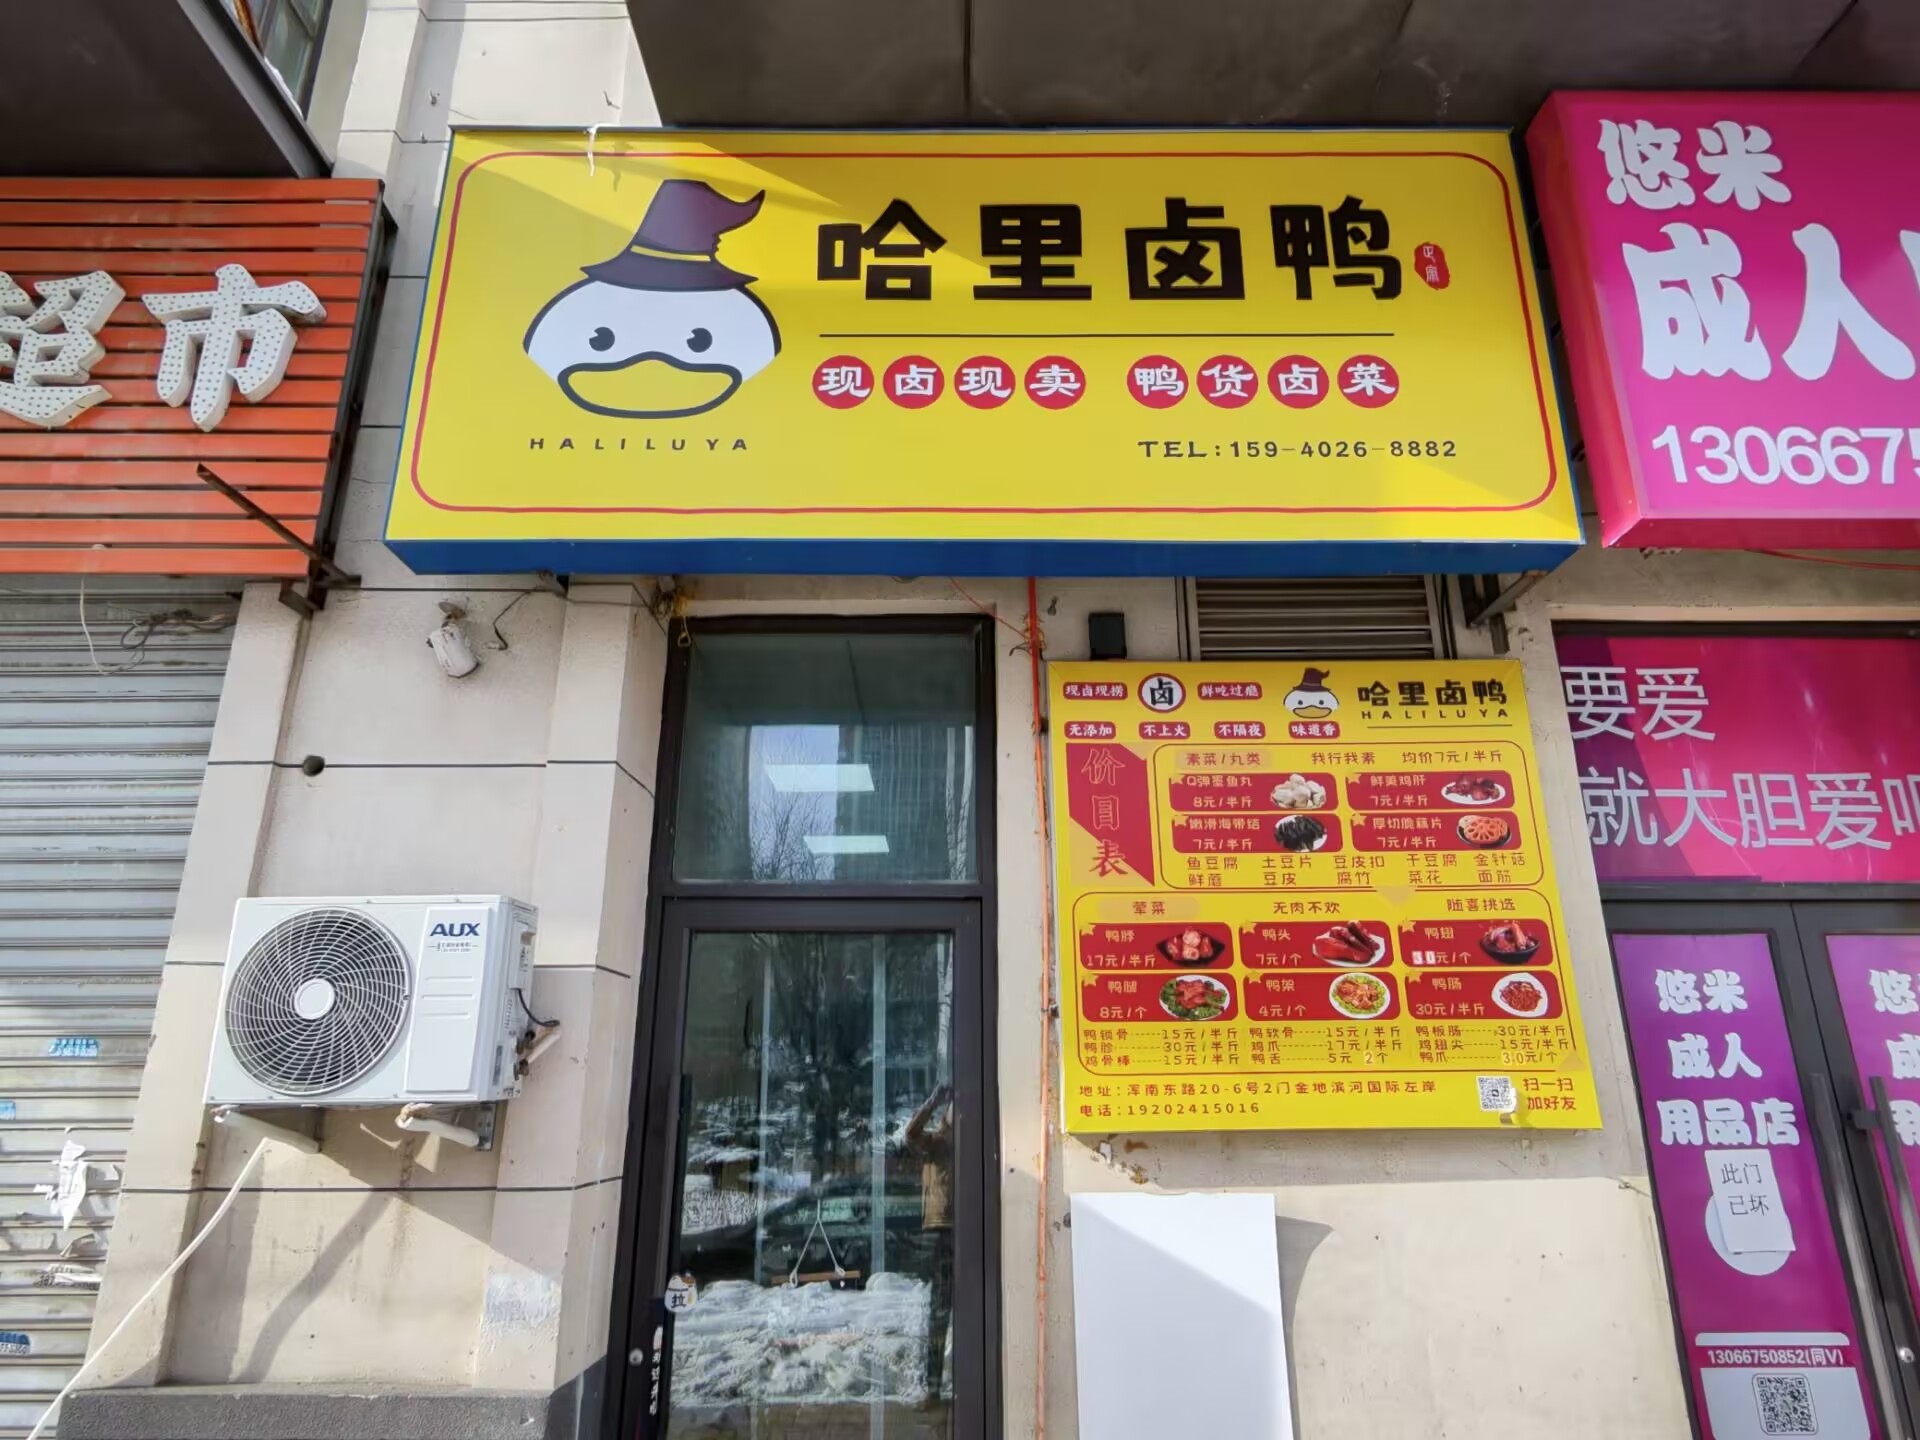 超市
哈里卤鸭
正宗
现卤现卖 鸭货卤菜
HALILUYA
TEL:159-4026-8882
悠米
成人
1306675
AUX
现卤现捞 卤 鲜吃过瘾
哈里卤鸭
HALILUYA
无添加 不上火 不隔夜 味道香
价目表
素菜/丸类 我行我素 均价7元/半斤
Q弹墨鱼丸
8元/半斤
鲜美鸡肝
7元/半斤
嫩滑海带结
7元/半斤
厚切脆藕片
7元/半斤
鱼豆腐 土豆片 豆皮扣 干豆腐 金针菇
鲜蘑 豆皮 腐竹 菜花 面筋
荤菜 无肉不欢 随喜挑选
鸭脖
17元/半斤
鸭头
7元/个
鸭翅
3.0元/个
鸭腿
8元/个
鸭架
4元/个
鸭肠
30元/半斤
鸭锁骨……15元/半斤 鸭软骨……15元/半斤 鸭板肠……30元/半斤
鸭胗……30元/半斤 鸡爪……17元/半斤 鸡翅尖……15元/半斤
鸡骨棒……15元/半斤 鸭舌……5元 2个 鸭爪……3.0元/个
地址：浑南东路20-6号2门金地滨河国际左岸
电话：19202415016
扫一扫
加好友
要爱
就大胆爱吧
悠米
成人
用品店
此门
已坏
13066750852(同V)
悠米
拉